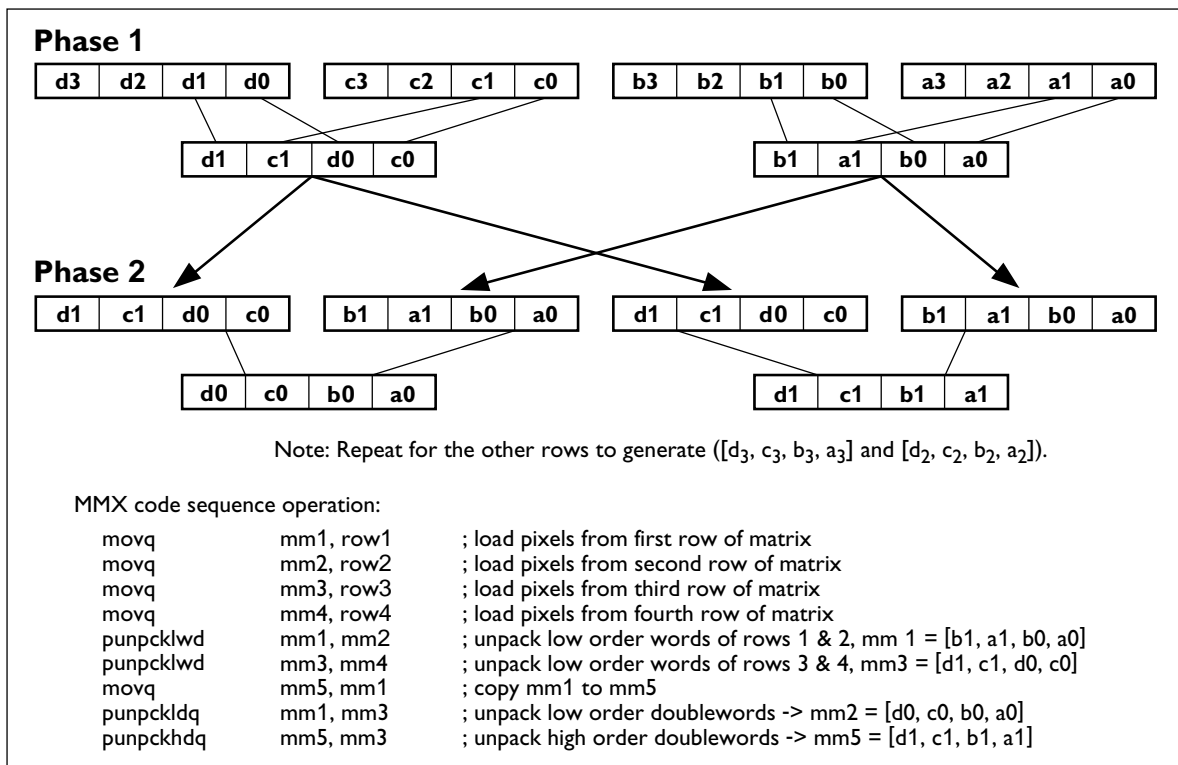 Phase 1
d3 d2 d1 d0 c3 c2 c1 c0 b3 b2 b1 b0 a3 a2 a1 a0
d1 c1 d0 c0 b1 a1 b0 a0
Phase 2
d1 c1 d0 c0 b1 a1 b0 a0 d1 c1 d0 c0 b1 a1 b0 a0
d0 c0 b0 a0 d1 c1 b1 a1
Note: Repeat for the other rows to generate ([d₃, c₃, b₃, a₃] and [d₂, c₂, b₂, a₂]).
MMX code sequence operation:
movq mm1, row1 ; load pixels from first row of matrix
movq mm2, row2 ; load pixels from second row of matrix
movq mm3, row3 ; load pixels from third row of matrix
movq mm4, row4 ; load pixels from fourth row of matrix
punpcklwd mm1, mm2 ; unpack low order words of rows 1 & 2, mm 1 = [b1, a1, b0, a0]
punpcklwd mm3, mm4 ; unpack low order words of rows 3 & 4, mm3 = [d1, c1, d0, c0]
movq mm5, mm1 ; copy mm1 to mm5
punpckldq mm1, mm3 ; unpack low order doublewords -> mm2 = [d0, c0, b0, a0]
punpckhdq mm5, mm3 ; unpack high order doublewords -> mm5 = [d1, c1, b1, a1]